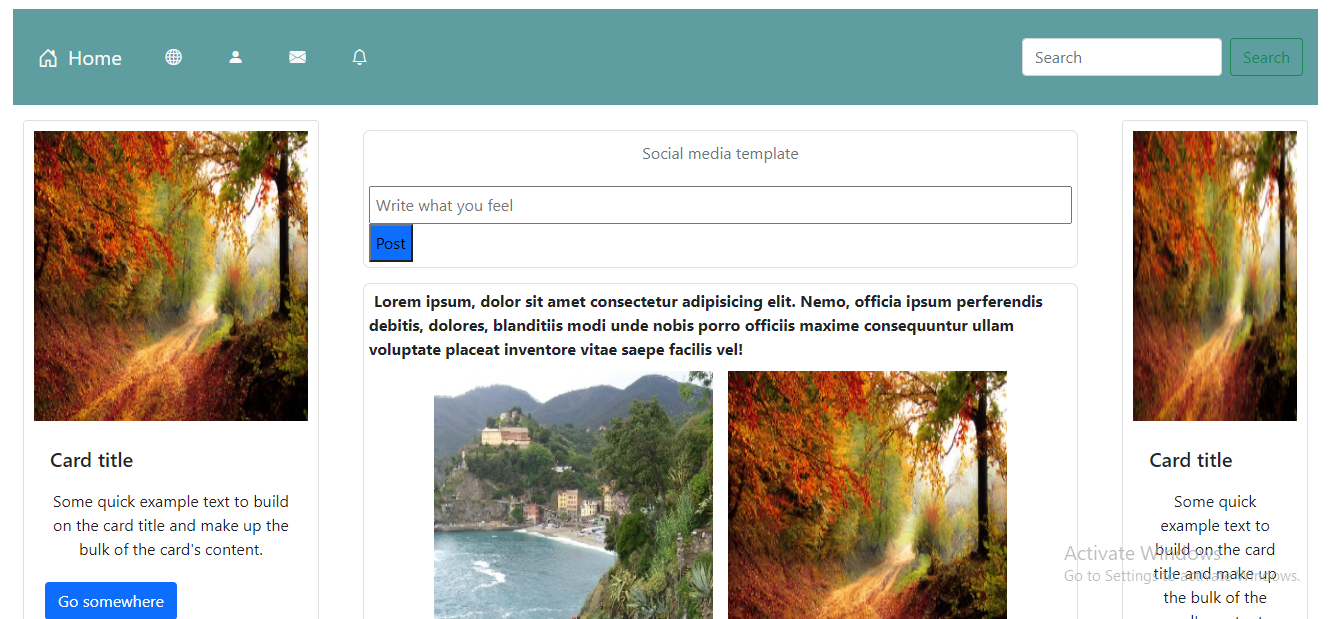 Home
Search
Search
Social media template
Write what you feel
Post
Lorem ipsum, dolor sit amet consectetur adipisicing elit. Nemo, officia ipsum perferendis
debitis, dolores, blanditiis modi unde nobis porro officiis maxime consequuntur ullam
voluptate placeat inventore vitae saepe facilis vel!
Card title
Some quick example text to build
on the card title and make up the
bulk of the card's content.
Go somewhere
Card title
Some quick
example text to
build on the card
title and make up
the bulk of the
Activate Windows
Go to Settings to activate Windows.